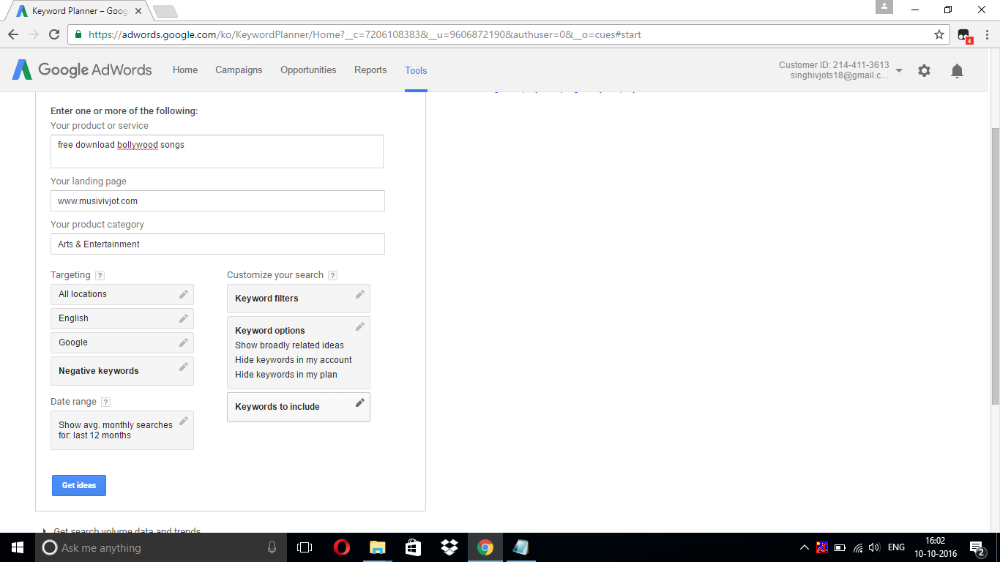 Keyword Planner – Goog
https://adwords.google.com/ko/KeywordPlanner/Home?__c=7206108383&__u=9606872190&authuser=0&__o=cues#start
4
Google AdWords
Home
Campaigns
Opportunities
Reports
Tools
Customer ID: 214-411-3613
singhivjots18@gmail.c...
Enter one or more of the following:
Your product or service
free download bollywood songs
Your landing page
www.musivivjot.com
Your product category
Arts & Entertainment
Targeting ?
All locations
English
Google
Negative keywords
Date range ?
Show avg. monthly searches
for: last 12 months
Customize your search ?
Keyword filters
Keyword options
Show broadly related ideas
Hide keywords in my account
Hide keywords in my plan
Keywords to include
Get ideas
Get search volume data and trends
Ask me anything
ENG
16:02
10-10-2016
2